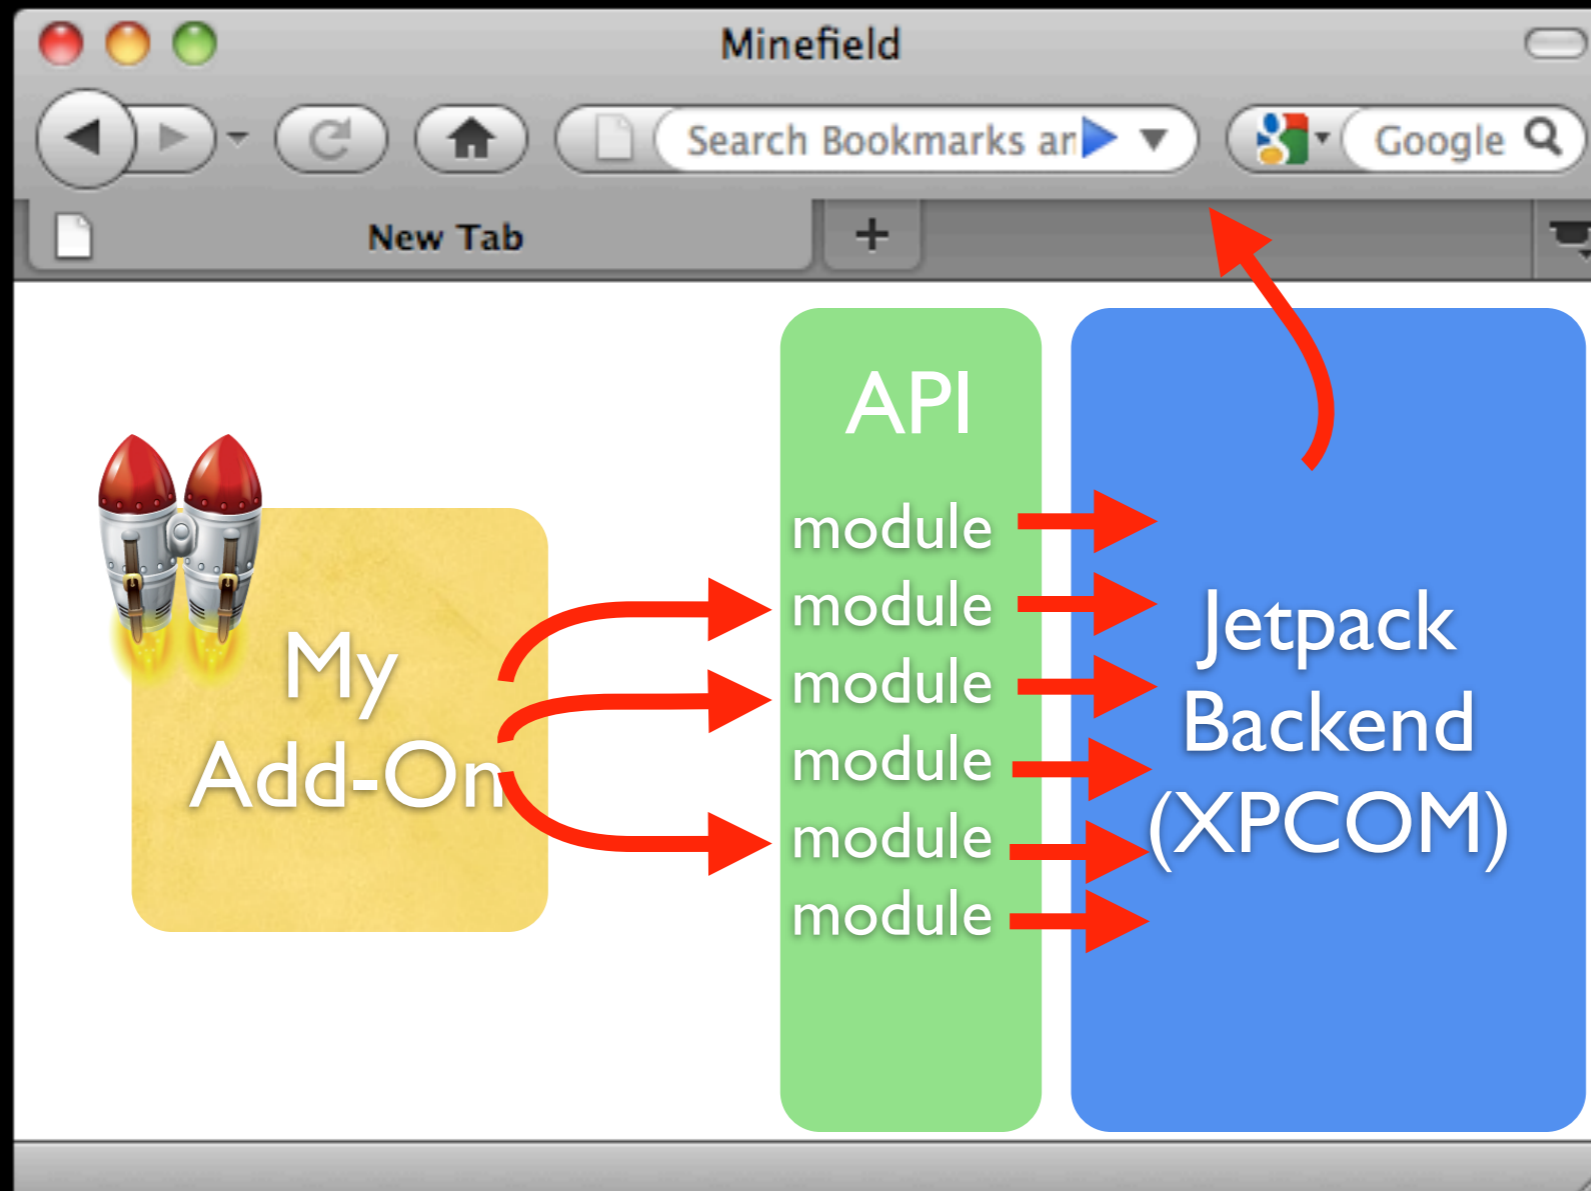 Minefield
Search Bookmarks an
Google
New Tab
My
Add-On
API
module
module
module
module
module
module
Jetpack
Backend
(XPCOM)